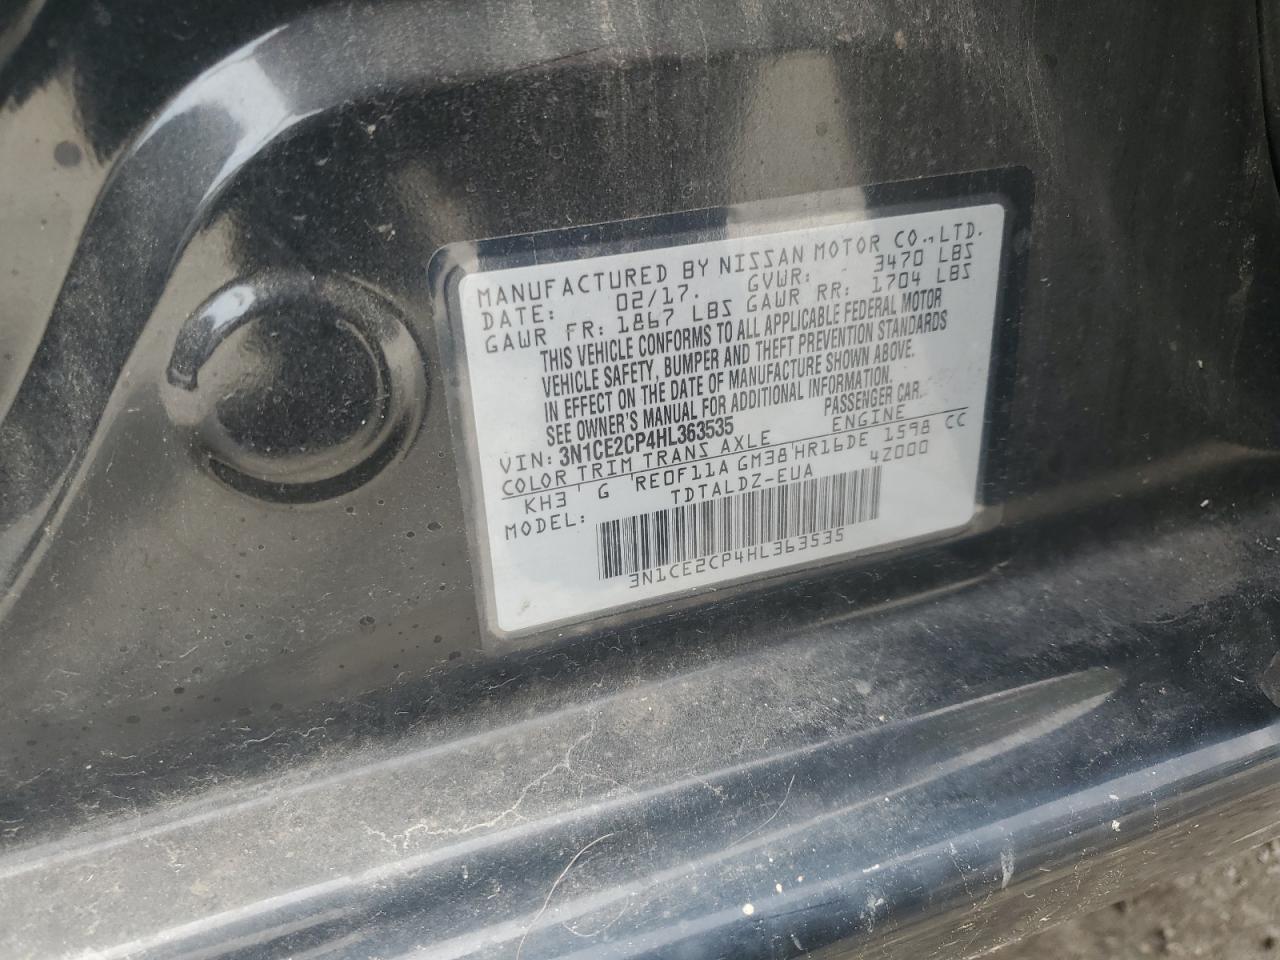 MANUFACTURED BY NISSAN MOTOR CO., LTD.
DATE: 02/17. GVWR: 3470 LBS
GAWR FR: 1867 LBS GAWR RR: 1704 LBS
THIS VEHICLE CONFORMS TO ALL APPLICABLE FEDERAL MOTOR
VEHICLE SAFETY, BUMPER AND THEFT PREVENTION STANDARDS
IN EFFECT ON THE DATE OF MANUFACTURE SHOWN ABOVE.
SEE OWNER'S MANUAL FOR ADDITIONAL INFORMATION.
VIN: 3N1CE2CP4HL363535 PASSENGER CAR.
COLOR TRIM TRANS AXLE ENGINE
KH3 G RE0F11A GM38 HR16DE 1598 CC
MODEL: TDTALDZ-EUA 4Z000
3N1CE2CP4HL363535